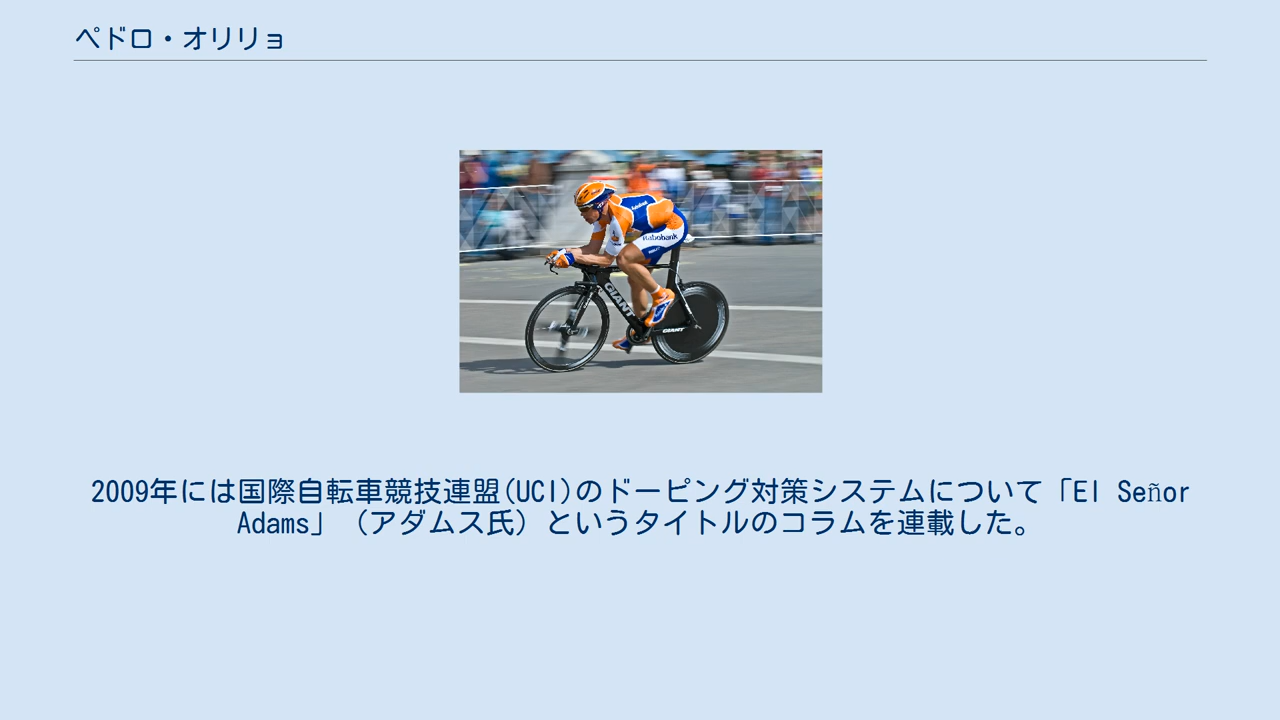 ペドロ・オリリョ
Rabobank
GIANT
GIANT
2009年には国際自転車競技連盟(UCI)のドーピング対策システムについて「El Señor
Adams」（アダムス氏）というタイトルのコラムを連載した。